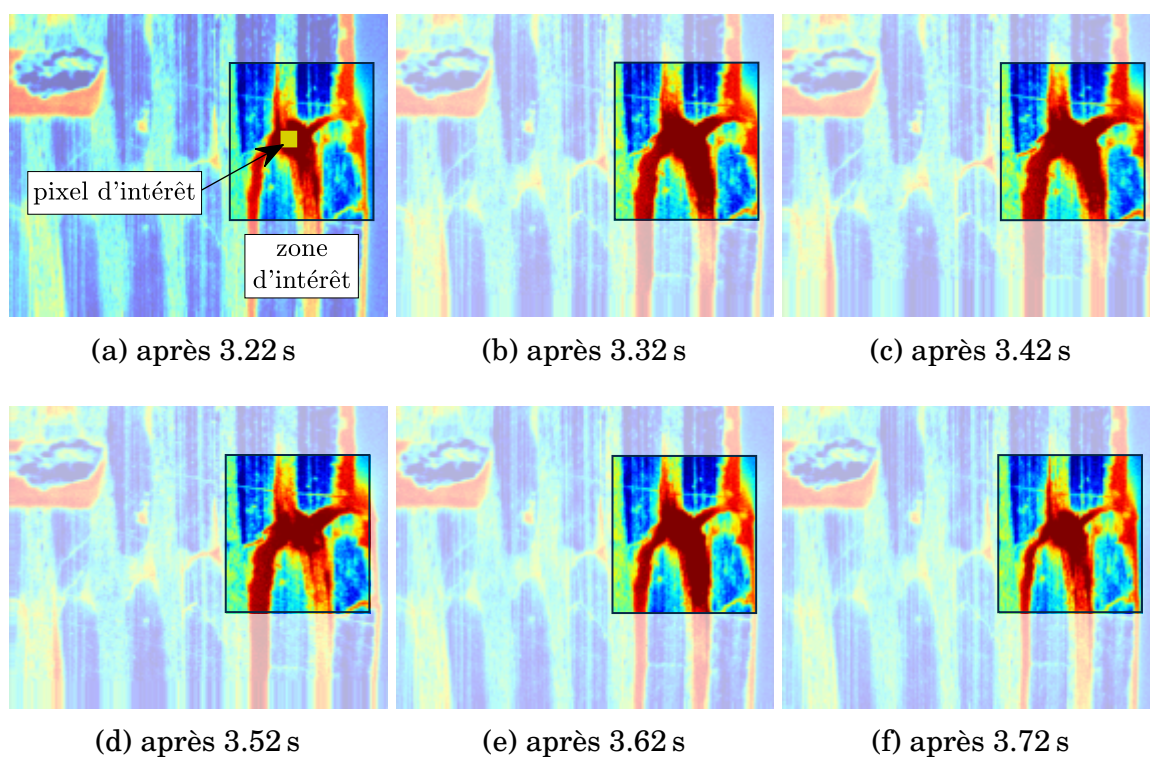 pixel d'intérêt
zone
d'intérêt
(a) après 3.22 s
(b) après 3.32 s
(c) après 3.42 s
(d) après 3.52 s
(e) après 3.62 s
(f) après 3.72 s